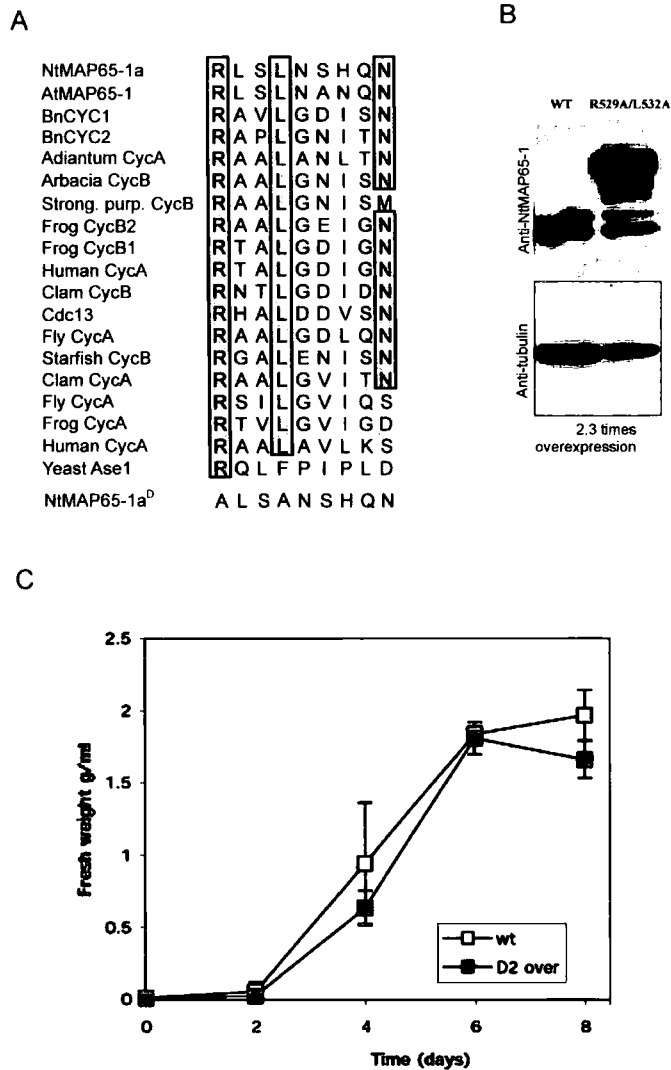 A
NtMAP65-1a R L S L N S H Q N
AtMAP65-1 R L S L N A N Q N
BnCYC1 R A V L G D I S N
BnCYC2 R A P L G N I T N
Adiantum CycA R A A L A N L T N
Arbacia CycB R A A L G N I S N
Strong. purp. CycB R A A L G N I S M
Frog CycB2 R A A L G E I G N
Frog CycB1 R T A L G D I G N
Human CycA R T A L G D I G N
Clam CycB R N T L G D I D N
Cdc13 R H A L D D V S N
Fly CycA R A A L G D L Q N
Starfish CycB R G A L E N I S N
Clam CycA R A A L G V I T N
Fly CycA R S I L G V I Q S
Frog CycA R T V L G V I G D
Human CycA R A A L A V L K S
Yeast Ase1 R Q L F P I P L D
NtMAP65-1aD A L S A N S H Q N
B
WT R529A/L532A
Anti-NtMAP65-1
Anti-tubulin
2.3 times
overexpression
C
Fresh weight g/ml
2.5
2
1.5
1
0.5
0
wt
D2 over
0 2 4 6 8
Time (days)